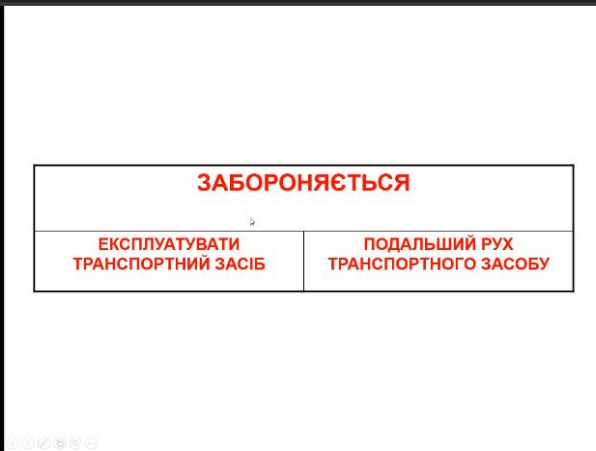 ЗАБОРОНЯЄТЬСЯ
ЕКСПЛУАТУВАТИ
ТРАНСПОРТНИЙ ЗАСІБ
ПОДАЛЬШИЙ РУХ
ТРАНСПОРТНОГО ЗАСОБУ